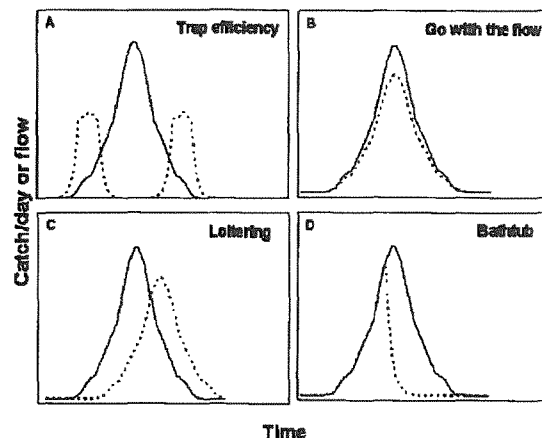 A
Trap efficiency
B
Go with the flow
Catch/day or flow
C
Loitering
D
Bathtub
Time